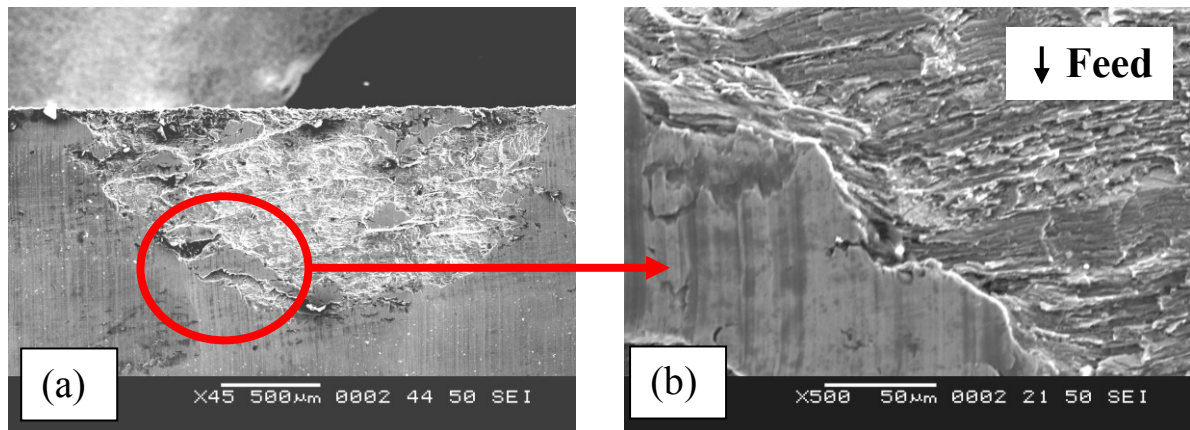 ↓ Feed
(a)
X45 500μm 0002 44 50 SEI
(b)
X500 50μm 0002 21 50 SEI